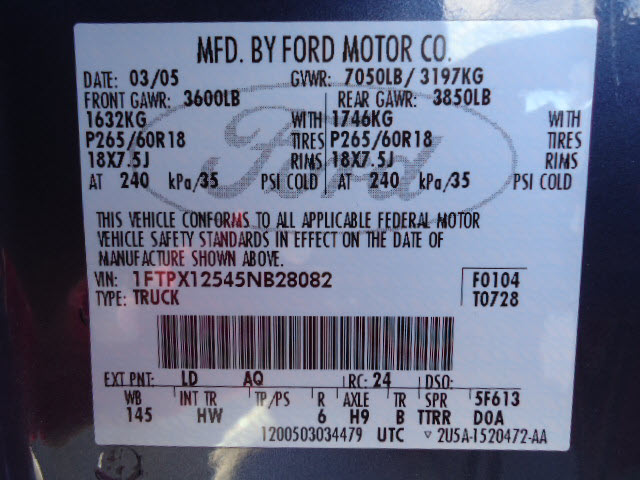 MFD. BY FORD MOTOR CO.
DATE: 03/05 GVWR: 7050LB/ 3197KG
FRONT GAWR: 3600LB REAR GAWR: 3850LB
1632KG WITH 1746KG WITH
P265/60R18 TIRES P265/60R18 TIRES
18X7.5J RIMS 18X7.5J RIMS
AT 240 kPa/35 PSI COLD AT 240 kPa/35 PSI COLD
Ford
THIS VEHICLE CONFORMS TO ALL APPLICABLE FEDERAL MOTOR
VEHICLE SAFETY STANDARDS IN EFFECT ON THE DATE OF
MANUFACTURE SHOWN ABOVE.
VIN: 1FTPX12545NB28082 F0104
TYPE: TRUCK T0728
EXT PNT: LD AQ RC: 24 DSO:
WB INT TR TP/PS R AXLE TR SPR 5F613
145 HW 6 H9 B TTRR DOA
1200503034479 UTC ▽ 2U5A-1520472-AA